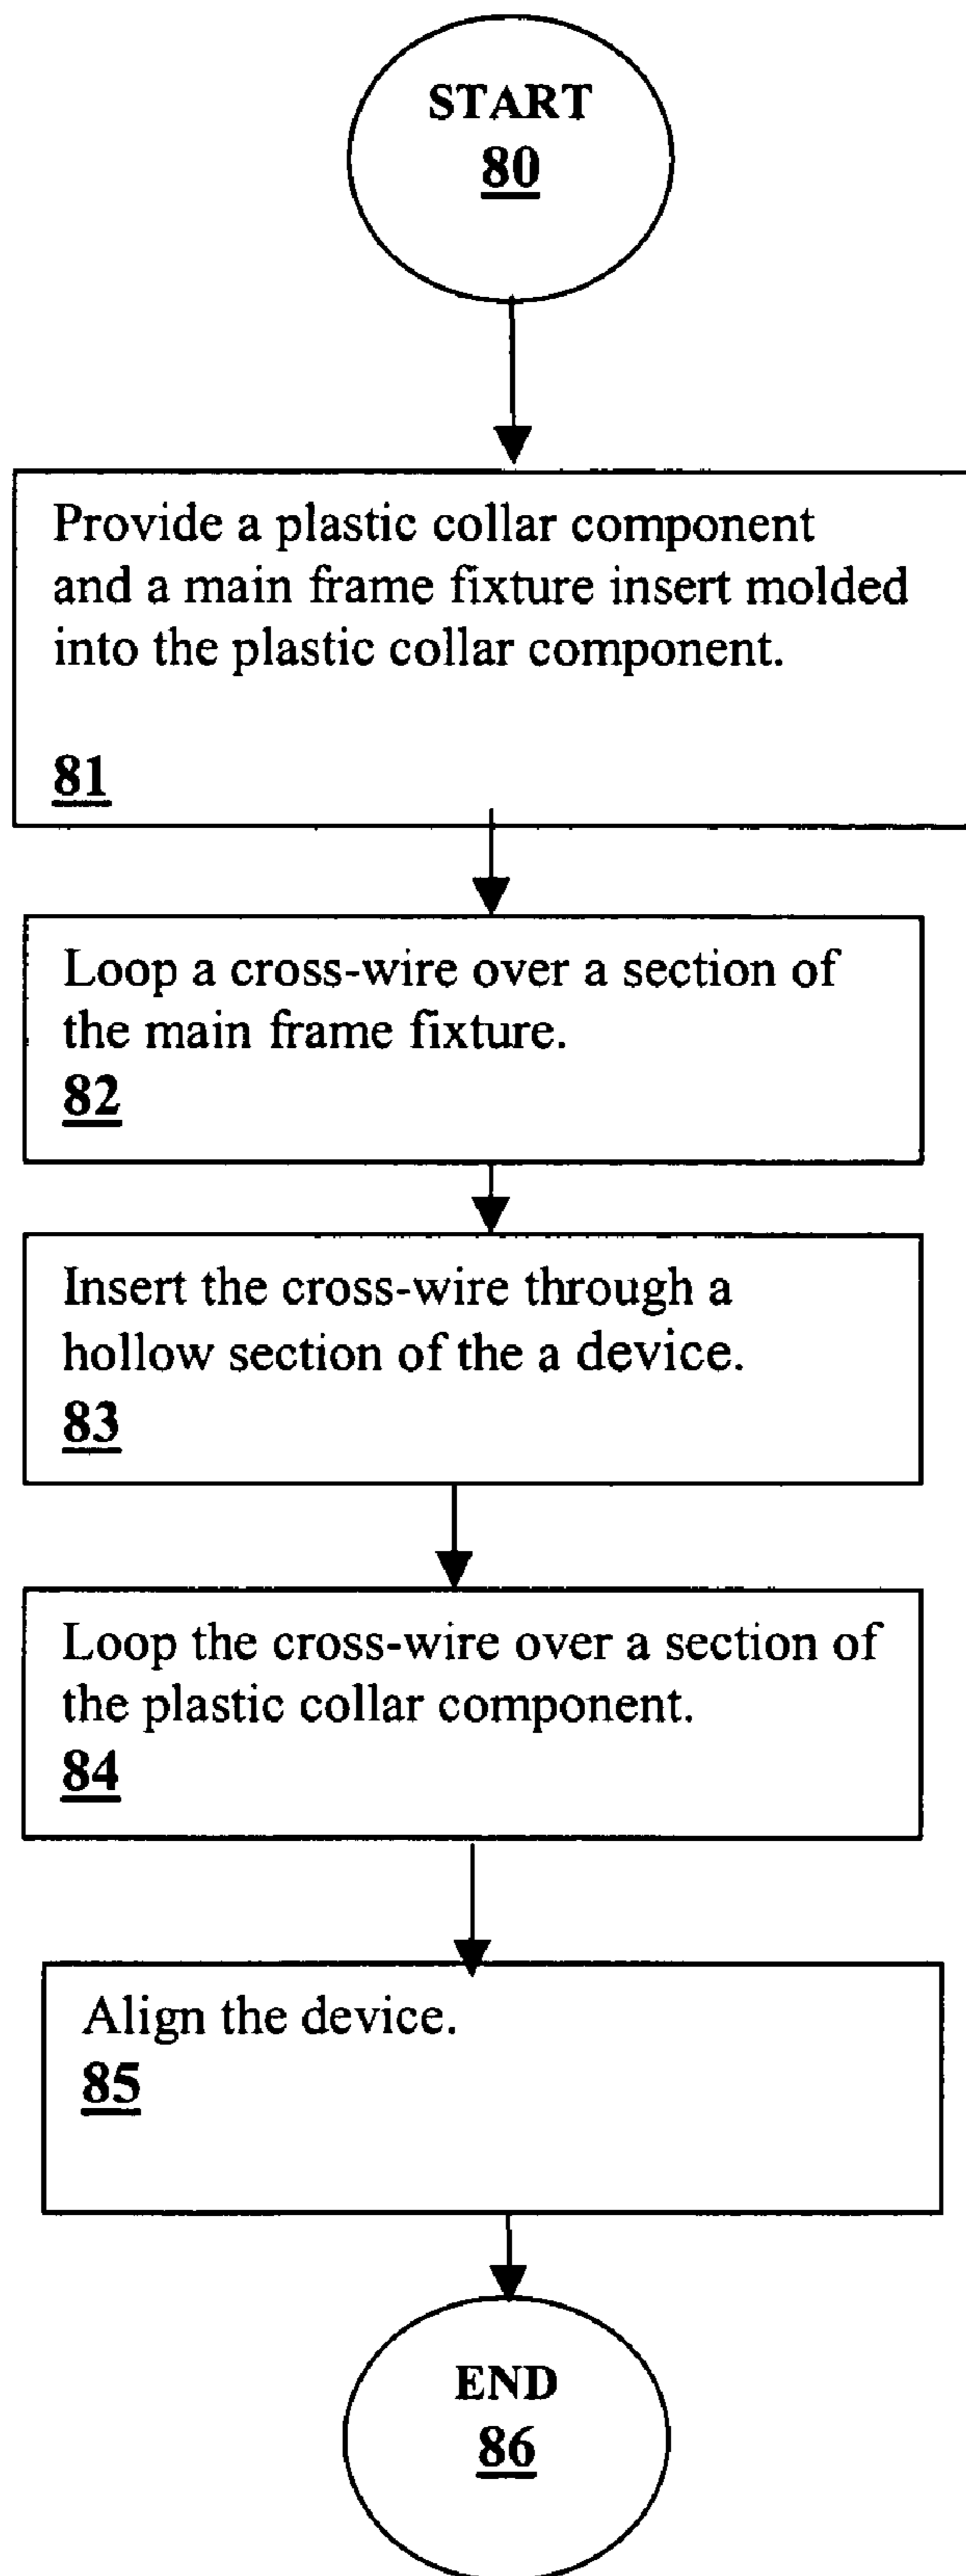 START
80
Provide a plastic collar component
and a main frame fixture insert molded
into the plastic collar component.
81
Loop a cross-wire over a section of
the main frame fixture.
82
Insert the cross-wire through a
hollow section of the a device.
83
Loop the cross-wire over a section of
the plastic collar component.
84
Align the device.
85
END
86